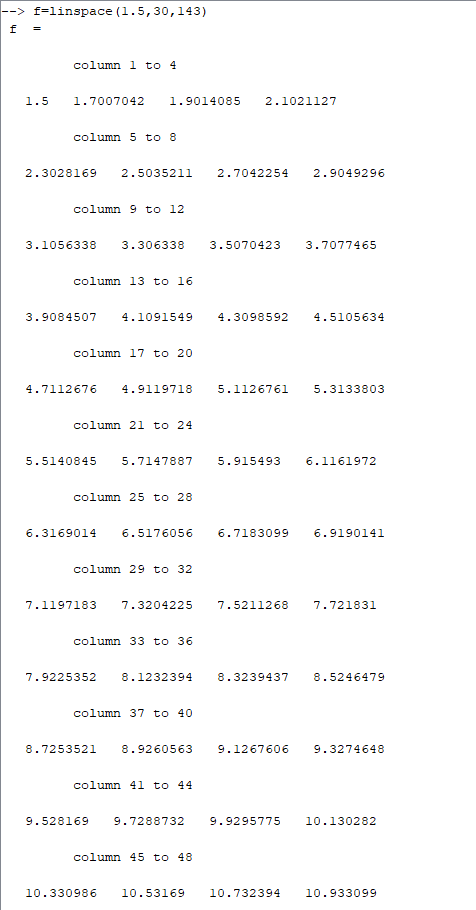 --> f=linspace(1.5,30,143)
f =
column 1 to 4
1.5 1.7007042 1.9014085 2.1021127
column 5 to 8
2.3028169 2.5035211 2.7042254 2.9049296
column 9 to 12
3.1056338 3.306338 3.5070423 3.7077465
column 13 to 16
3.9084507 4.1091549 4.3098592 4.5105634
column 17 to 20
4.7112676 4.9119718 5.1126761 5.3133803
column 21 to 24
5.5140845 5.7147887 5.915493 6.1161972
column 25 to 28
6.3169014 6.5176056 6.7183099 6.9190141
column 29 to 32
7.1197183 7.3204225 7.5211268 7.721831
column 33 to 36
7.9225352 8.1232394 8.3239437 8.5246479
column 37 to 40
8.7253521 8.9260563 9.1267606 9.3274648
column 41 to 44
9.528169 9.7288732 9.9295775 10.130282
column 45 to 48
10.330986 10.53169 10.732394 10.933099